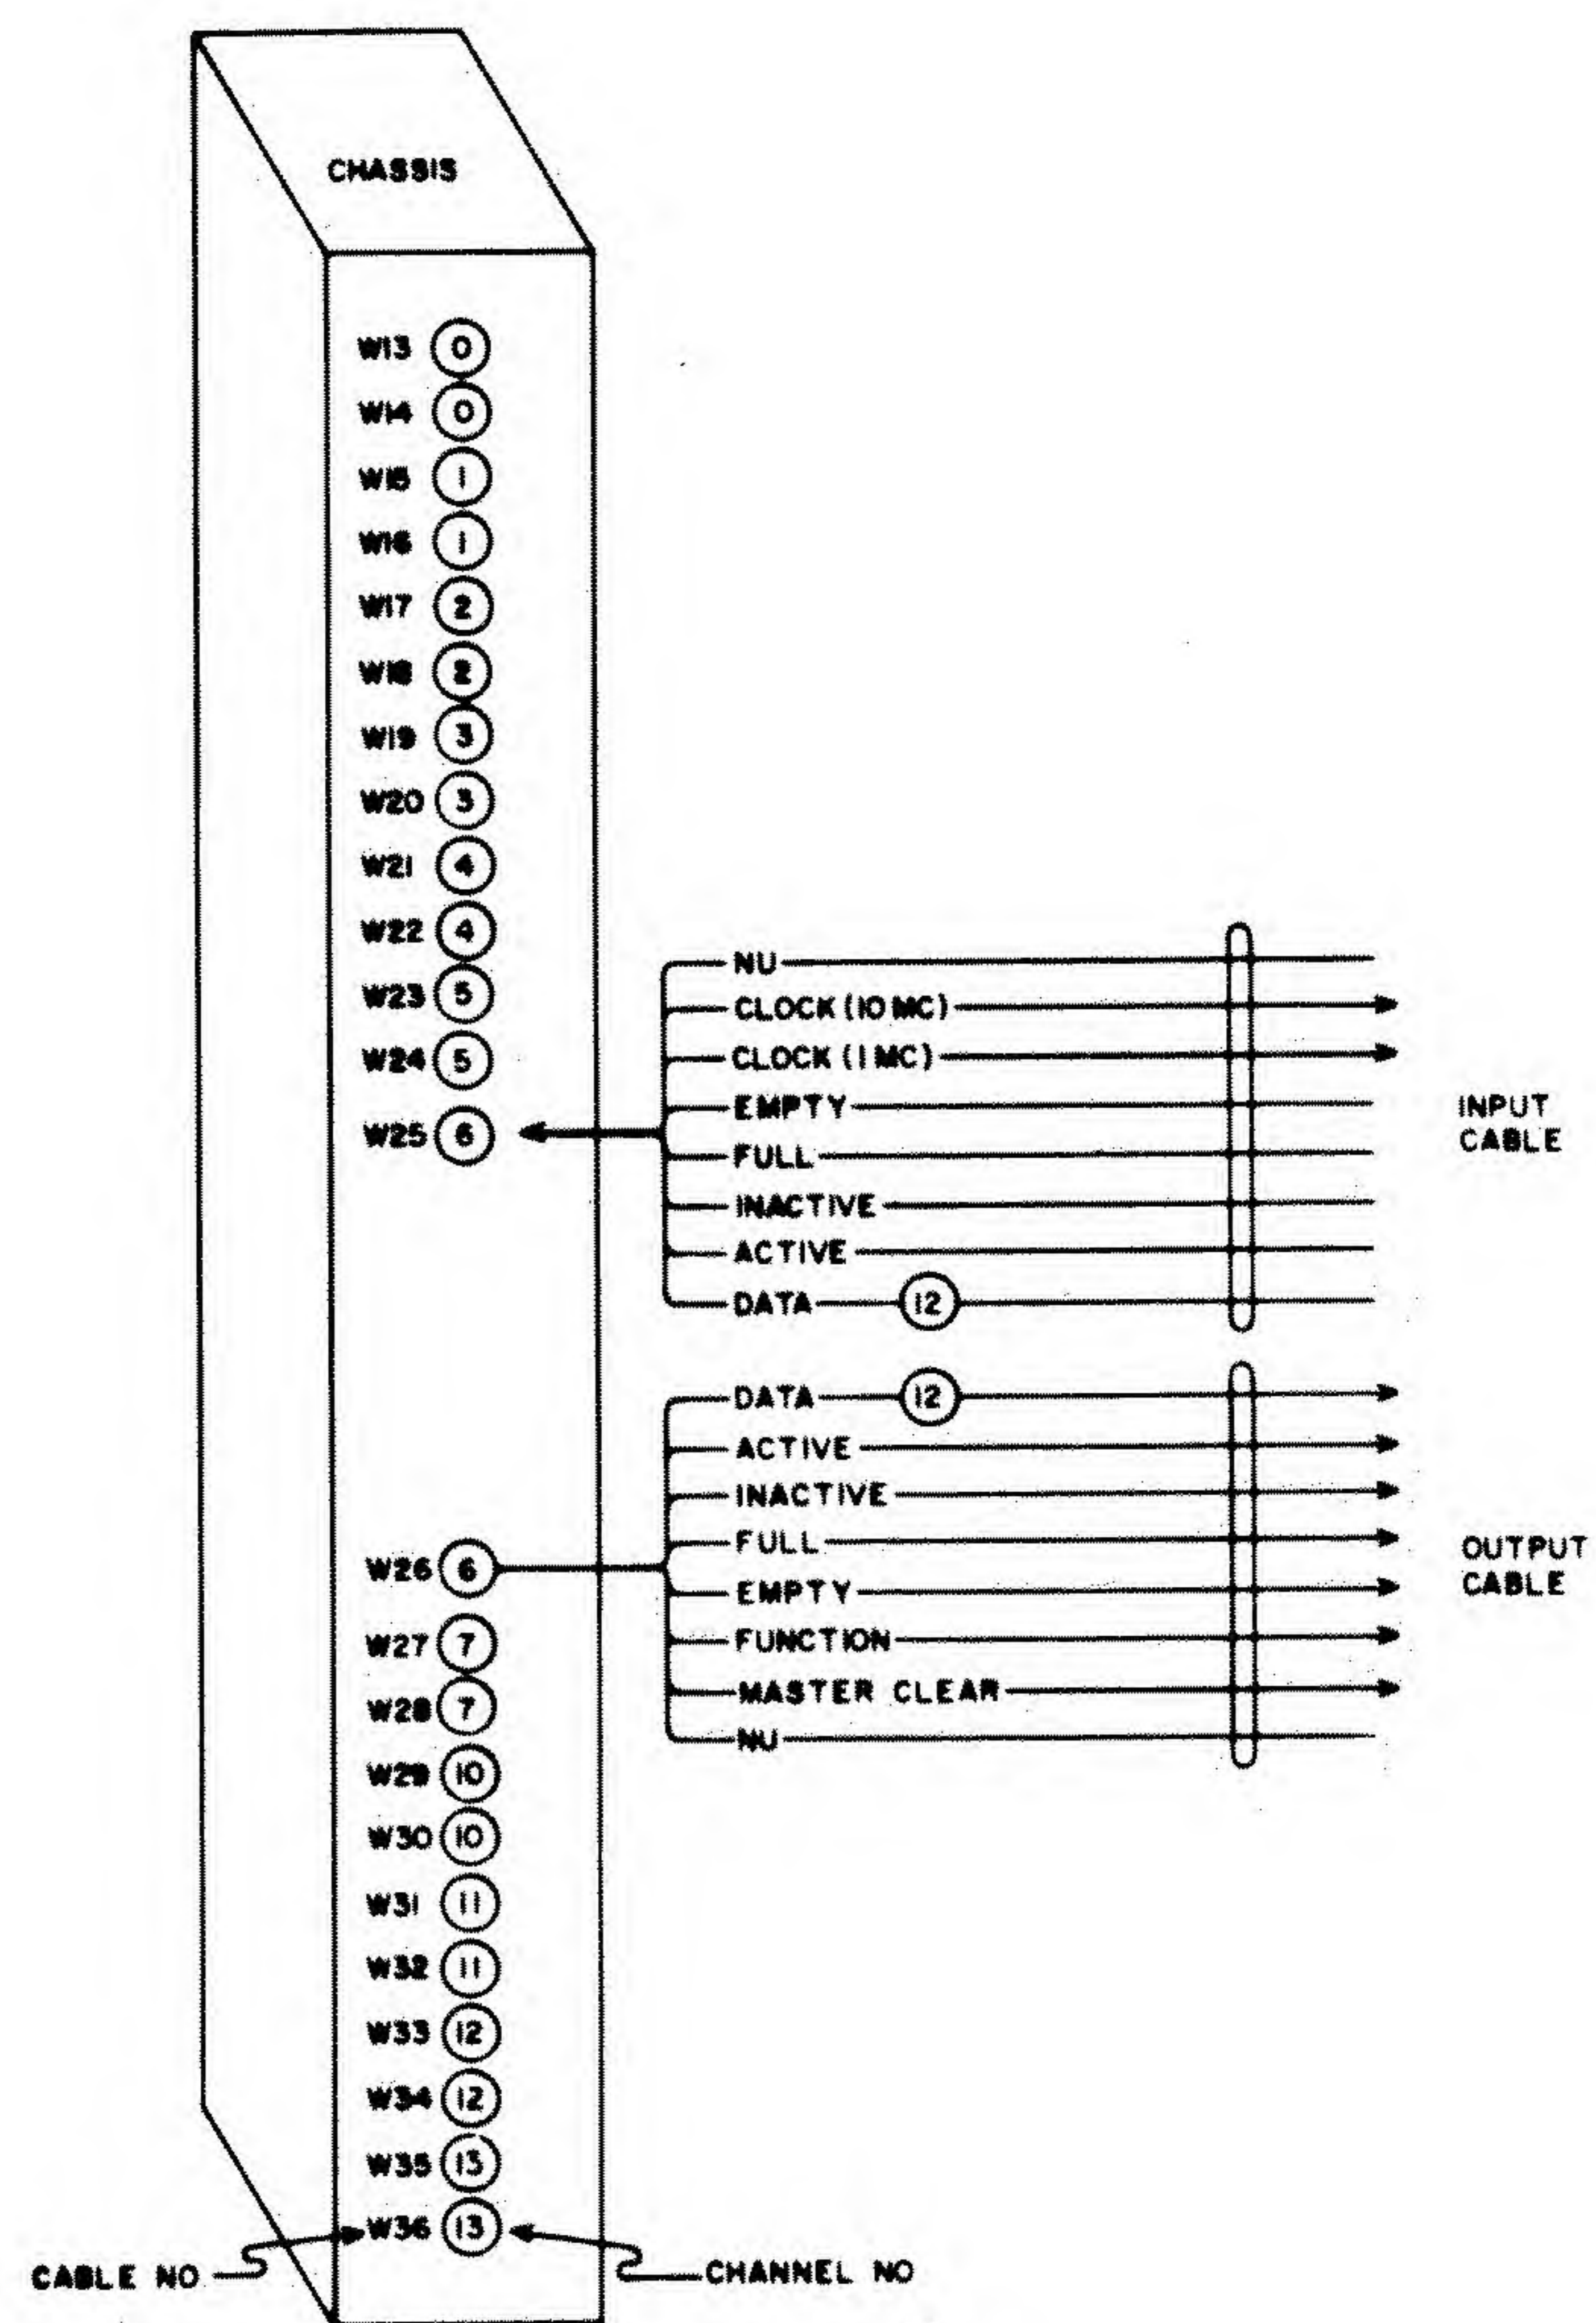 CHASSIS
W13 0
W14 0
W15 1
W16 1
W17 2
W18 2
W19 3
W20 3
W21 4
W22 4
W23 5
W24 5
W25 6
NU
CLOCK (10 MC)
CLOCK (1 MC)
EMPTY
FULL
INACTIVE
ACTIVE
DATA 12
INPUT
CABLE
DATA 12
ACTIVE
INACTIVE
FULL
EMPTY
FUNCTION
MASTER CLEAR
NU
OUTPUT
CABLE
W26 6
W27 7
W28 7
W29 10
W30 10
W31 11
W32 11
W33 12
W34 12
W35 13
W36 13
CABLE NO
CHANNEL NO